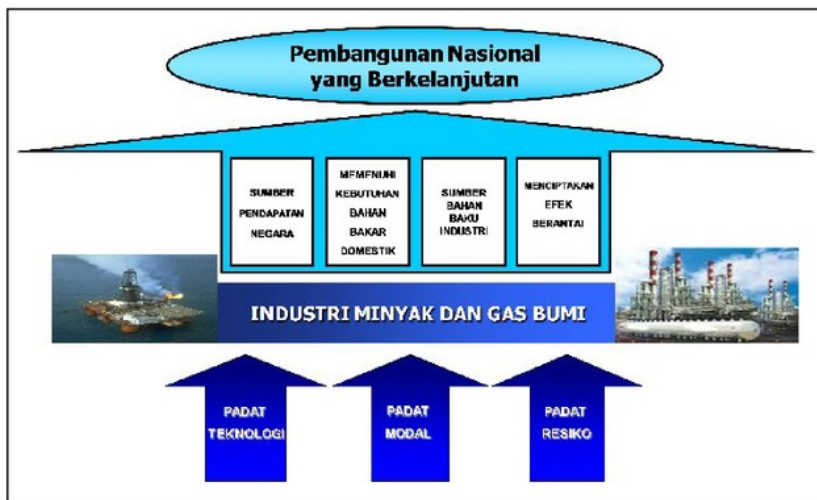 Pembangunan Nasional
yang Berkelanjutan
SUMBER
PENDAPATAN
NEGARA
MEMENUHI
KEBUTUHAN
BAHAN
BAKAR
DOMESTIK
SUMBER
BAHAN
BAKU
INDUSTRI
MENCIPTAKAN
EFEK
BERANTAI
INDUSTRI MINYAK DAN GAS BUMI
PADAT
TEKNOLOGI
PADAT
MODAL
PADAT
RESIKO